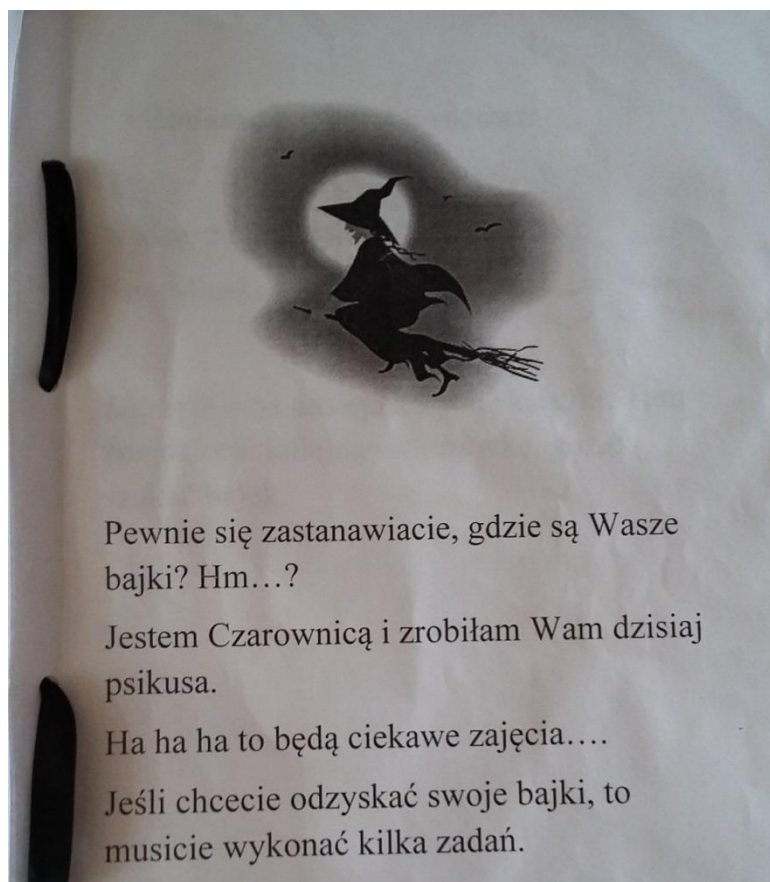 Pewnie się zastanawiacie, gdzie są Wasze
bajki? Hm...?
Jestem Czarownicą i zrobiłam Wam dzisiaj
psikusa.
Ha ha ha to będą ciekawe zajęcia....
Jeśli chcecie odzyskać swoje bajki, to
musicie wykonać kilka zadań.